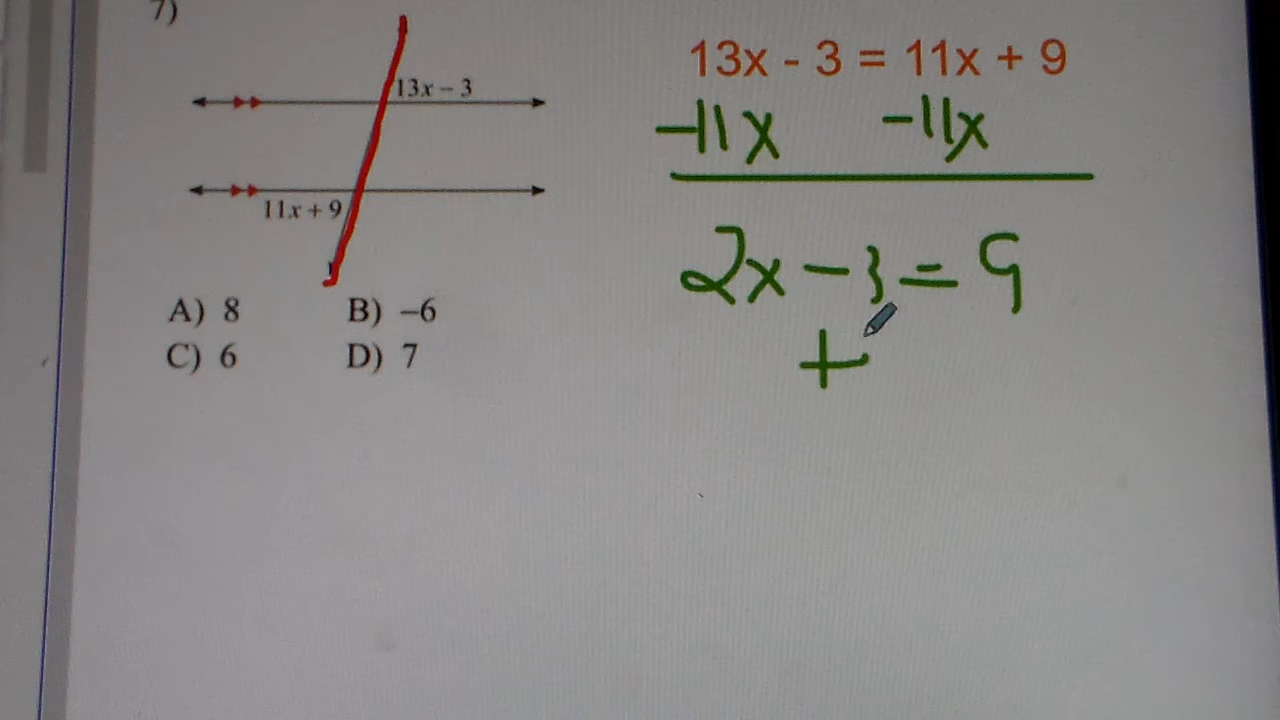 7)
13x – 3
11x + 9
A) 8 B) –6
C) 6 D) 7
13x - 3 = 11x + 9
-11x -11x
2x - 3 = 9
+